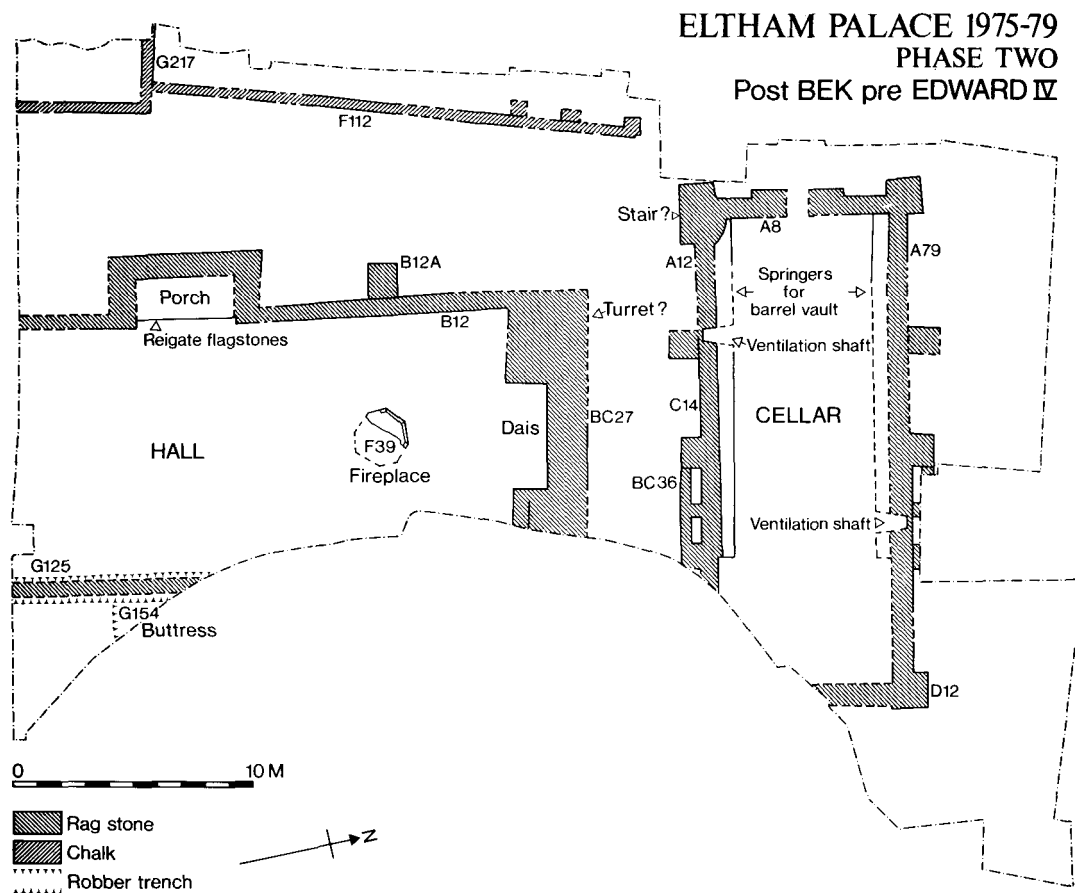 ELTHAM PALACE 1975-79
PHASE TWO
Post BEK pre EDWARD IV
G217
F112
Stair?
A8
A12
A79
Springers
for
barrel vault
B12A
Porch
B12
Turret?
Reigate flagstones
Ventilation shaft
C14
CELLAR
BC27
Dais
HALL
F39
Fireplace
BC36
Ventilation shaft
G125
G154
Buttress
D12
0 10 M
Rag stone
Chalk
Robber trench
N